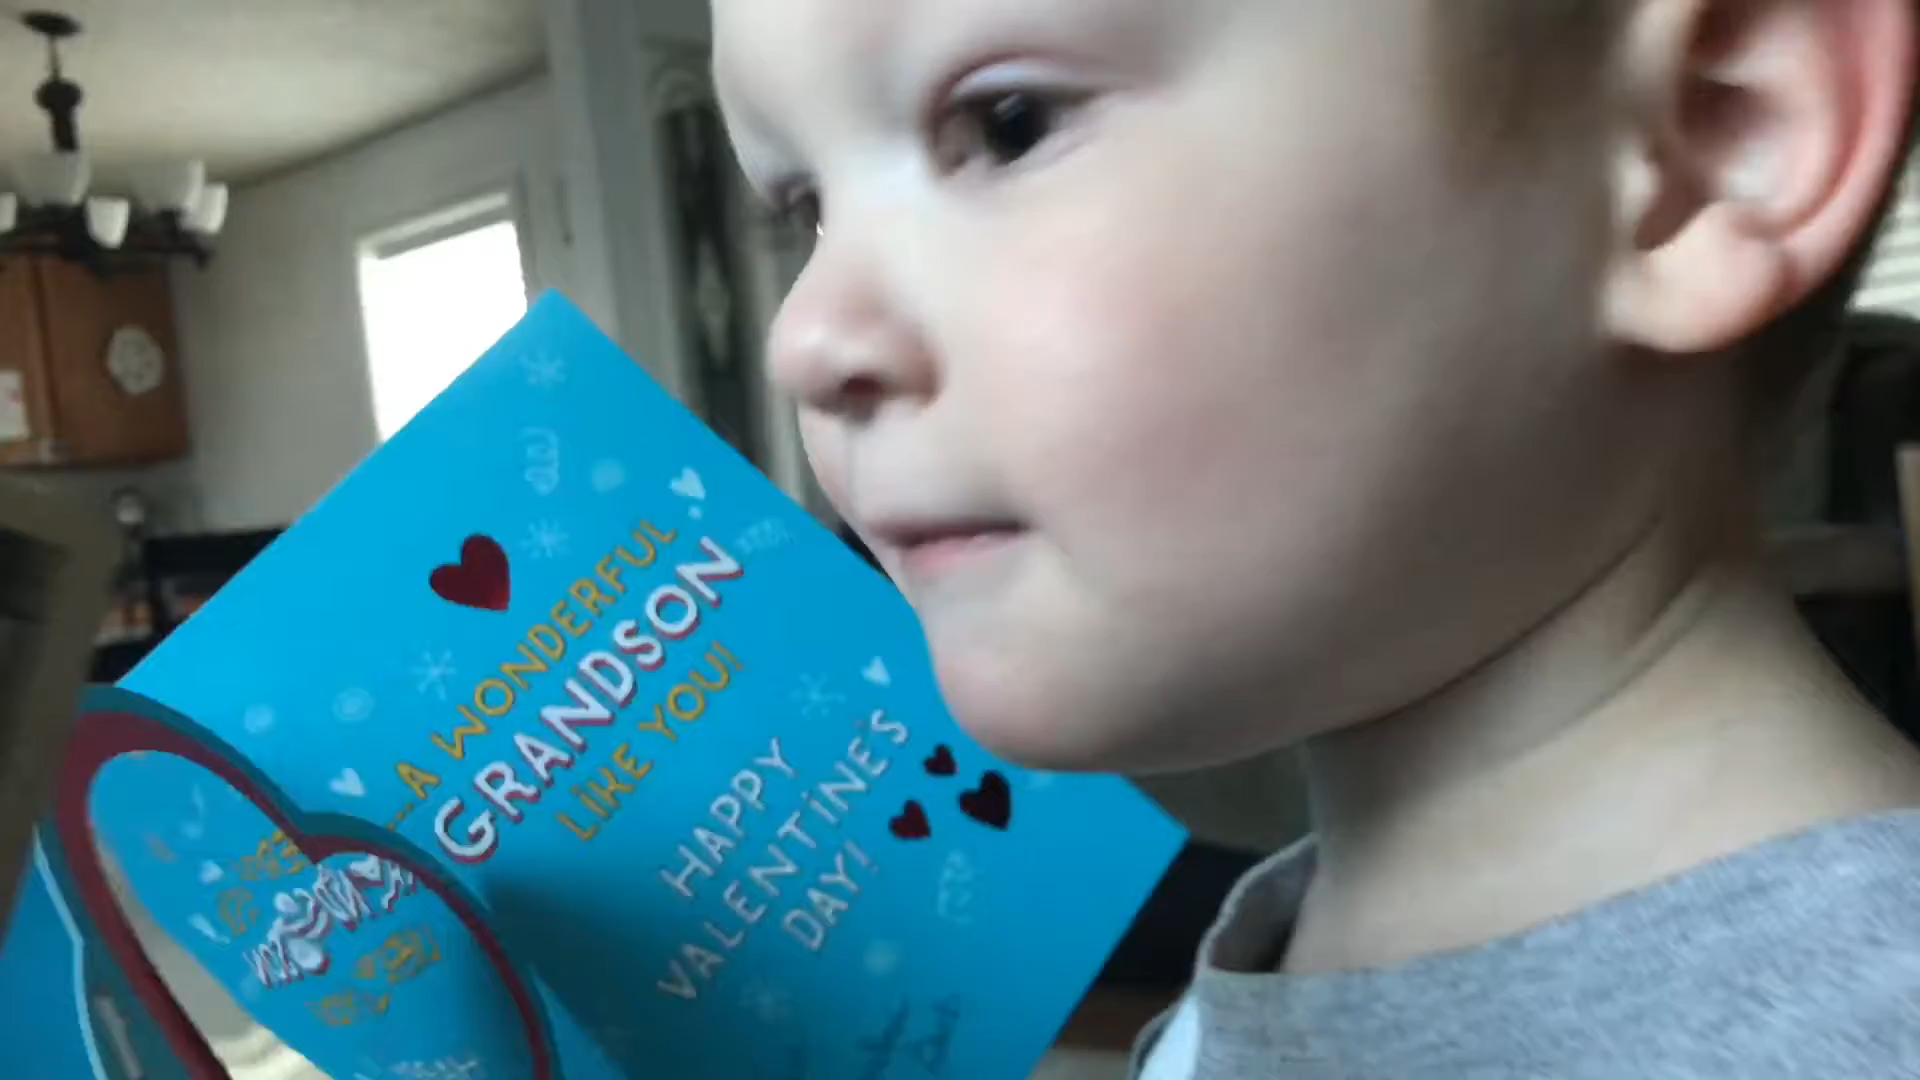 ...A WONDERFUL
GRANDSON
LIKE YOU!
HAPPY
VALENTINE'S
DAY!